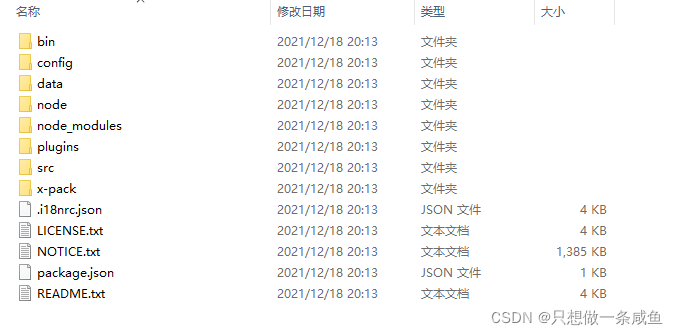 名称 修改日期 类型 大小
bin 2021/12/18 20:13 文件夹
config 2021/12/18 20:13 文件夹
data 2021/12/18 20:13 文件夹
node 2021/12/18 20:13 文件夹
node_modules 2021/12/18 20:13 文件夹
plugins 2021/12/18 20:13 文件夹
src 2021/12/18 20:13 文件夹
x-pack 2021/12/18 20:13 文件夹
.i18nrc.json 2021/12/18 20:13 JSON 文件 4 KB
LICENSE.txt 2021/12/18 20:13 文本文档 4 KB
NOTICE.txt 2021/12/18 20:13 文本文档 1,385 KB
package.json 2021/12/18 20:13 JSON 文件 1 KB
README.txt 2021/12/18 20:13 文本文档 4 KB
CSDN @只想做一条咸鱼